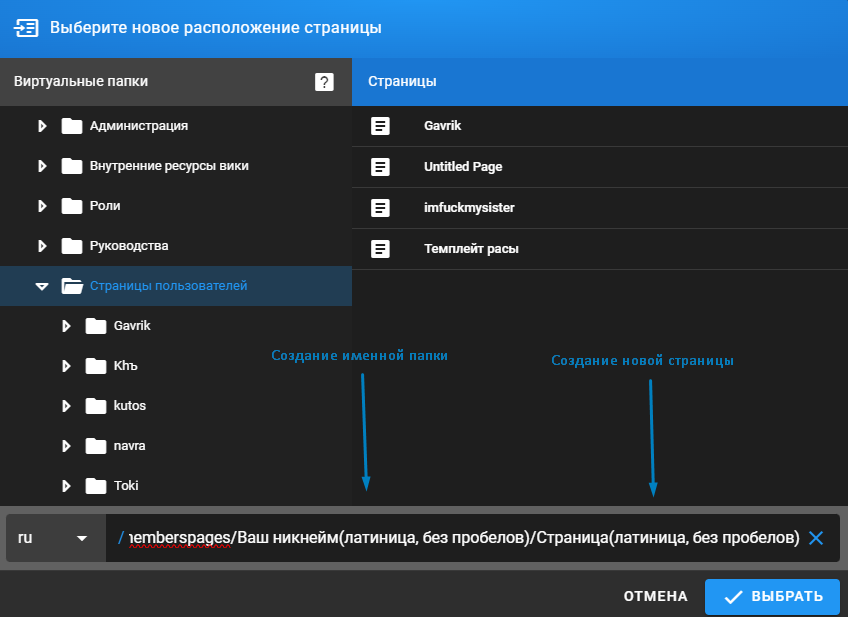 Выберите новое расположение страницы
Виртуальные папки
?
Страницы
Администрация
Внутренние ресурсы вики
Роли
Руководства
Страницы пользователей
Gavrik
Khъ
kutos
navra
Toki
Gavrik
Untitled Page
imfuckmysister
Темплейт расы
Создание именной папки
Создание новой страницы
ru
/memberspages/Ваш никнейм(латиница, без пробелов)/Страница(латиница, без пробелов)
ОТМЕНА
ВЫБРАТЬ